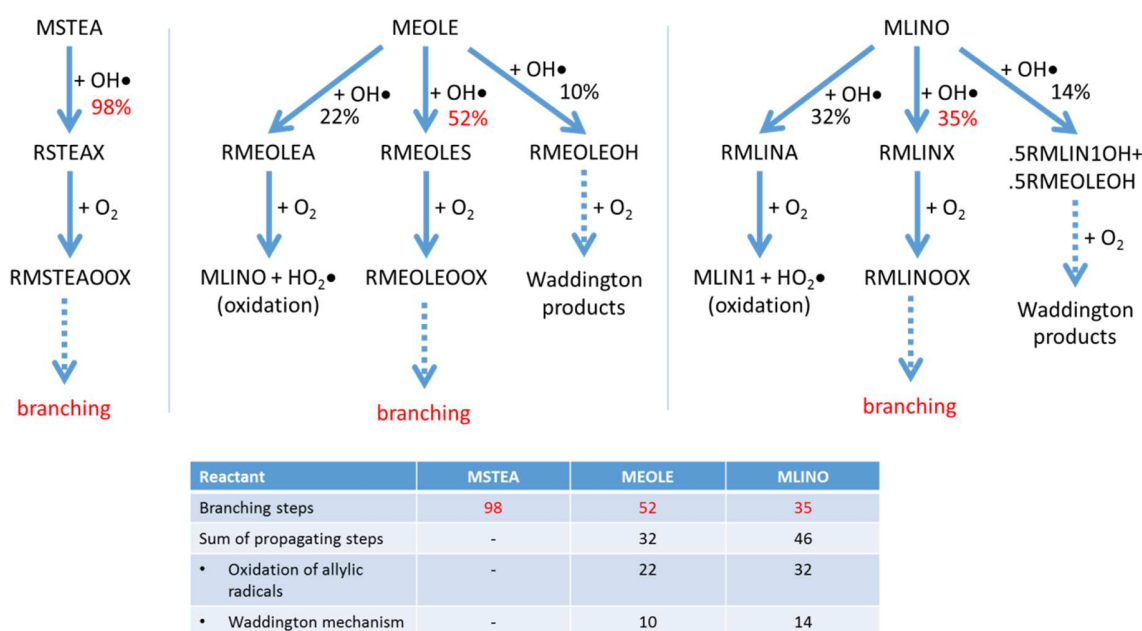 MSTEA
+ OH●
98%
RSTEAX
+ O₂
RMSTEAOOX
branching
MEOLE
+ OH●
22%
+ OH●
52%
+ OH●
10%
RMEOLEA
RMEOLES
RMEOLEOH
+ O₂
+ O₂
+ O₂
MLINO + HO₂●
(oxidation)
RMEOLEOOX
Waddington
products
branching
MLINO
+ OH●
32%
+ OH●
35%
+ OH●
14%
RMLINA
RMLINX
.5RMLIN1OH+
.5RMEOLEOH
+ O₂
+ O₂
+ O₂
MLIN1 + HO₂●
(oxidation)
RMLINOOX
Waddington
products
branching
Reactant MSTEA MEOLE MLINO
Branching steps 98 52 35
Sum of propagating steps - 32 46
• Oxidation of allylic
radicals - 22 32
• Waddington mechanism - 10 14